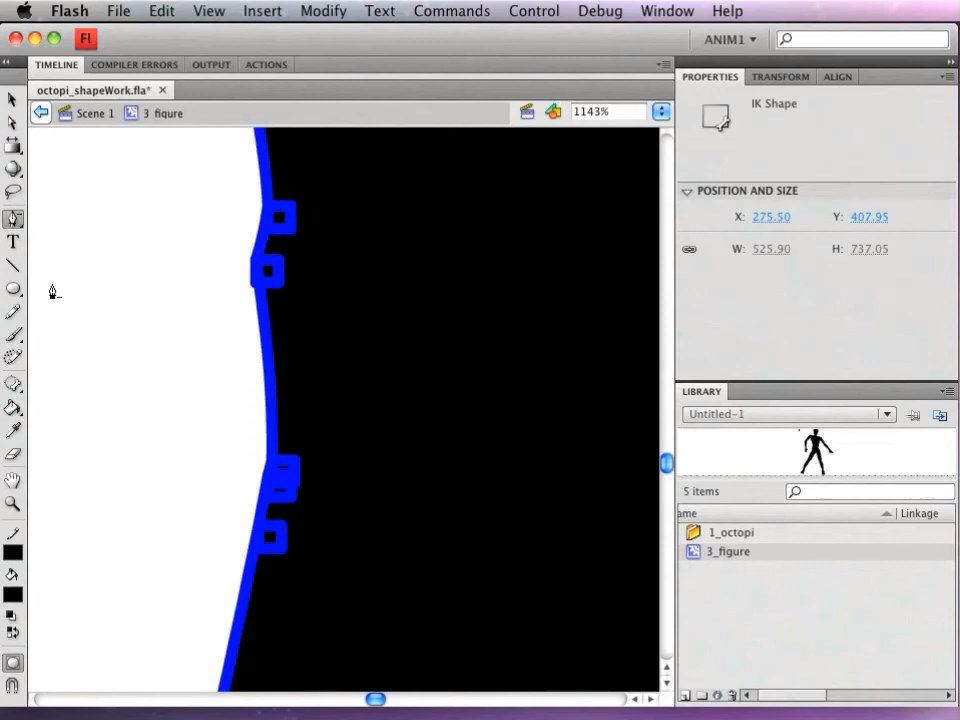 Flash File Edit View Insert Modify Text Commands Control Debug Window Help
Fl ANIM1
TIMELINE COMPILER ERRORS OUTPUT ACTIONS
PROPERTIES TRANSFORM ALIGN
octopi_shapeWork.fla*
IK Shape
Scene 1 3 figure 1143%
POSITION AND SIZE
X: 275.50 Y: 407.95
W: 525.90 H: 737.05
T
LIBRARY
Untitled-1
5 items
ame Linkage
1_octopi
3_figure